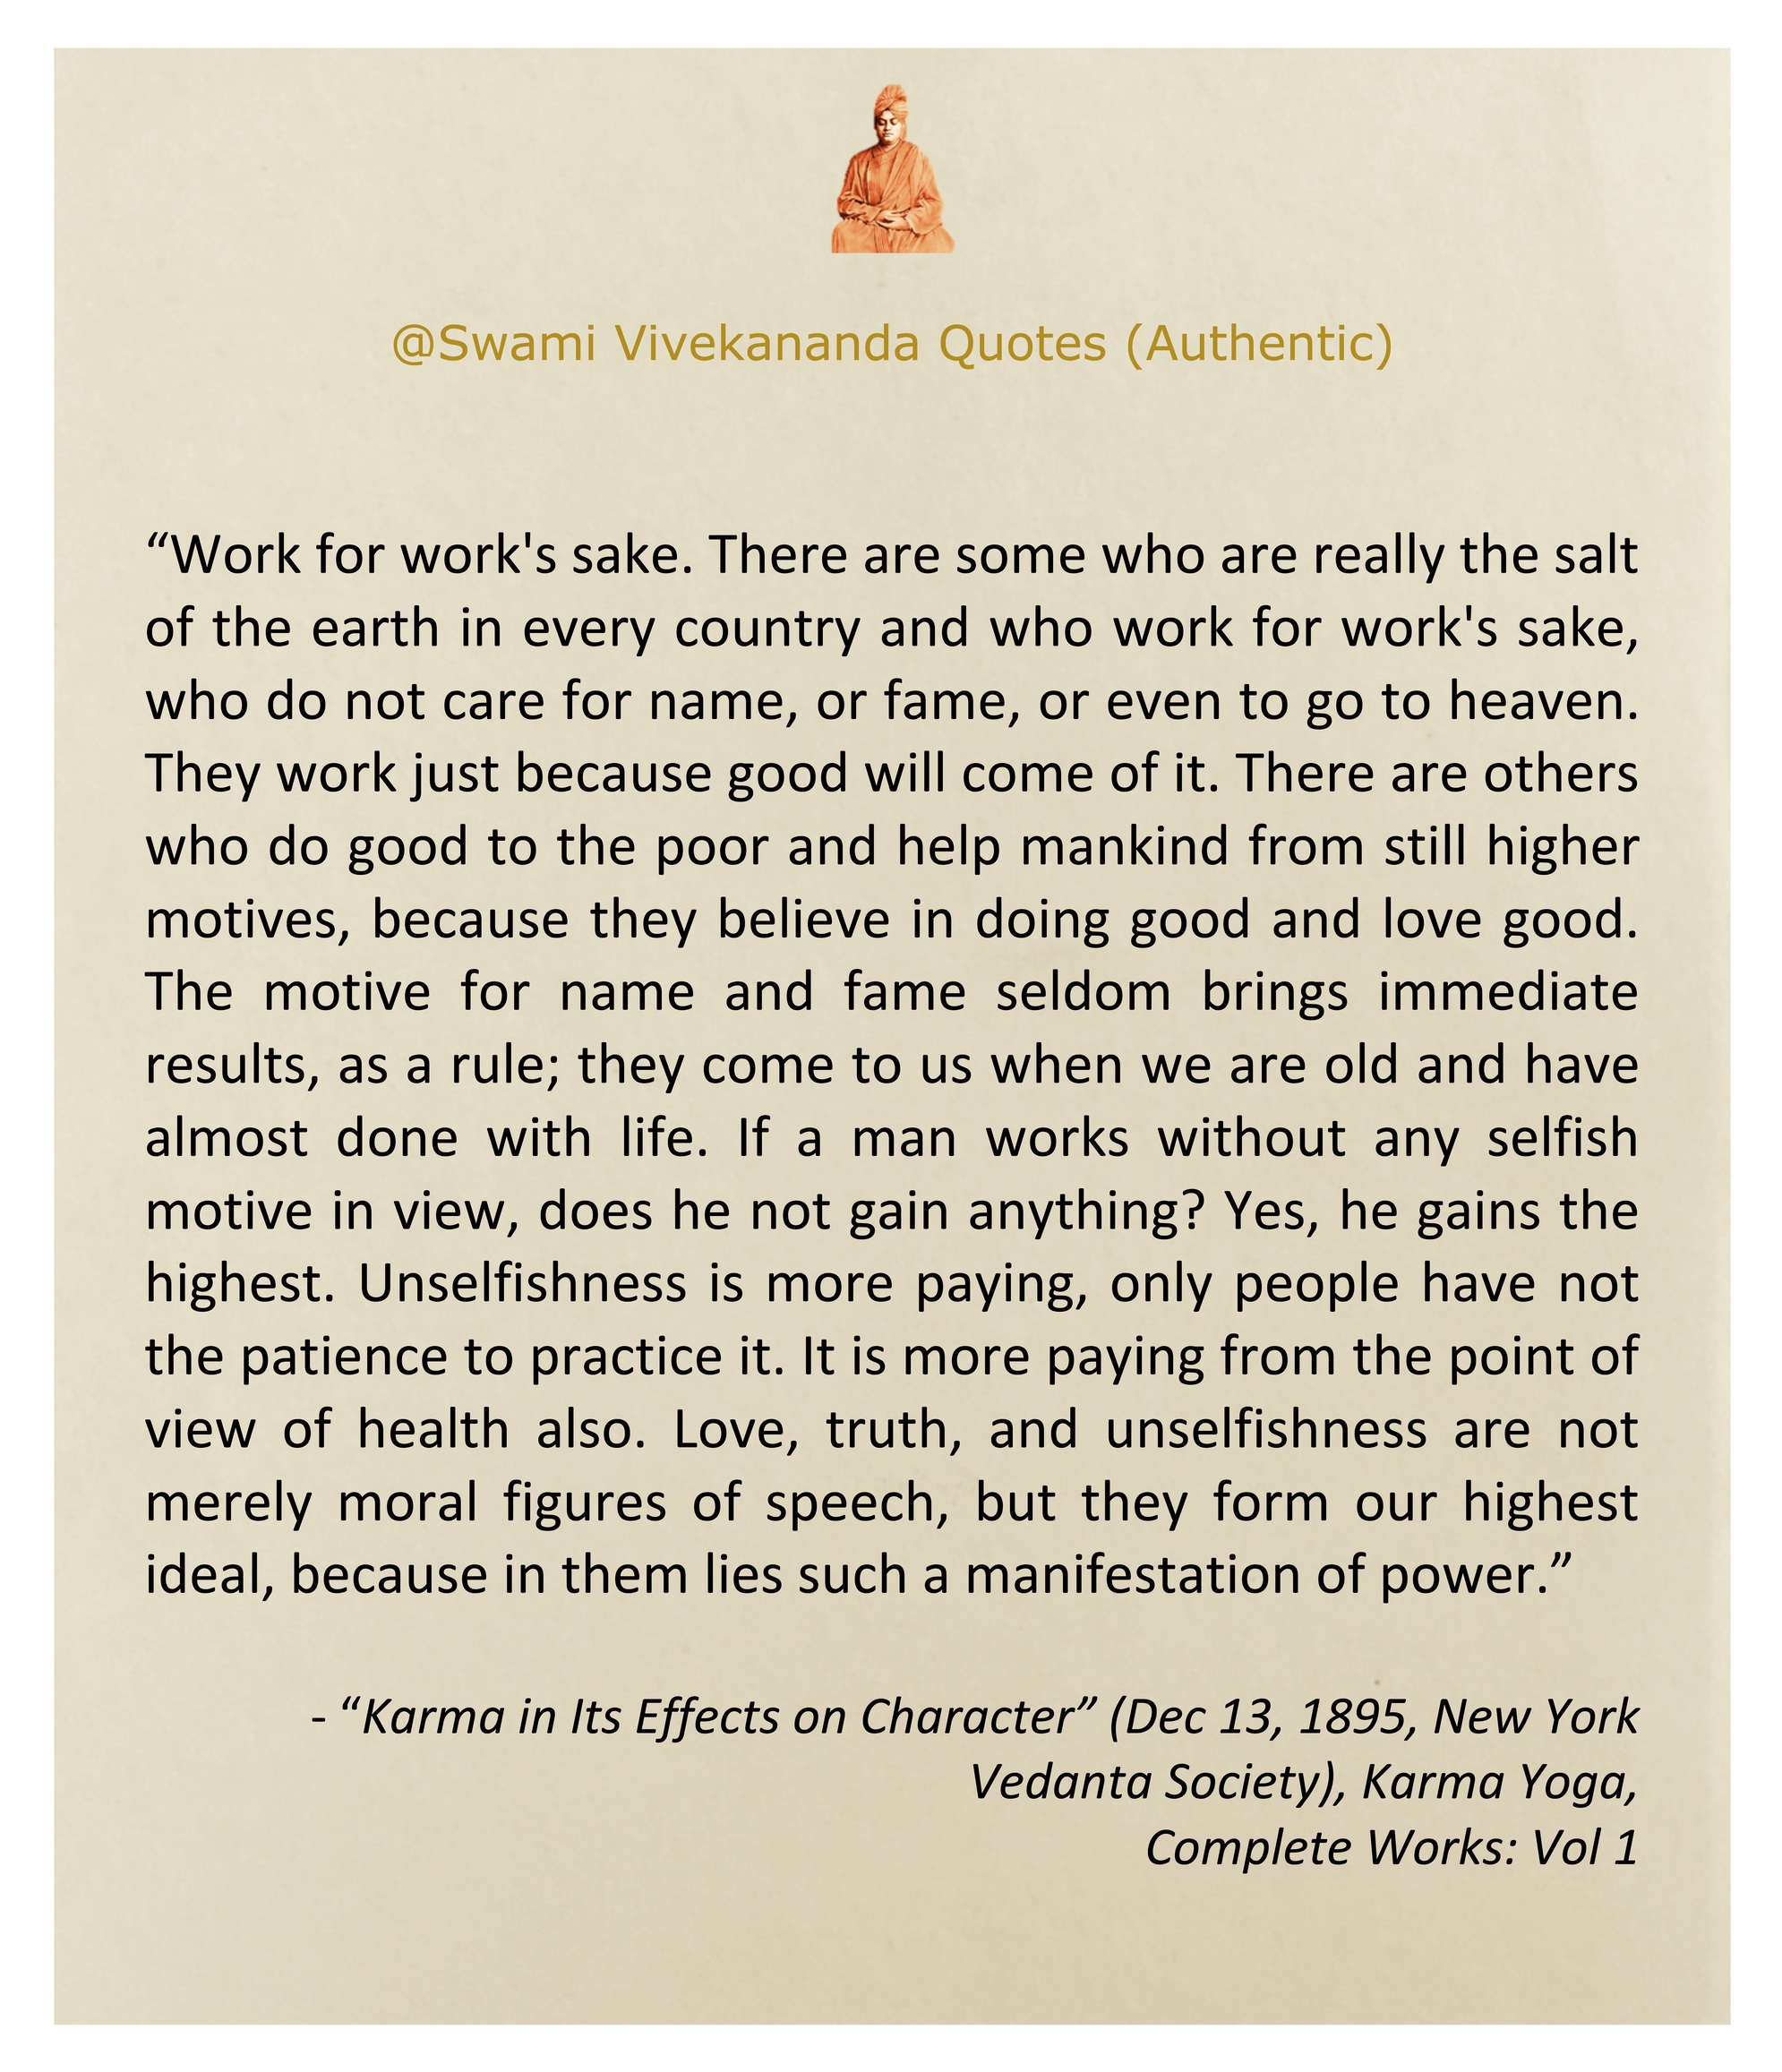 @Swami Vivekananda Quotes (Authentic)
“Work for work's sake. There are some who are really the salt
of the earth in every country and who work for work's sake,
who do not care for name, or fame, or even to go to heaven.
They work just because good will come of it. There are others
who do good to the poor and help mankind from still higher
motives, because they believe in doing good and love good.
The motive for name and fame seldom brings immediate
results, as a rule; they come to us when we are old and have
almost done with life. If a man works without any selfish
motive in view, does he not gain anything? Yes, he gains the
highest. Unselfishness is more paying, only people have not
the patience to practice it. It is more paying from the point of
view of health also. Love, truth, and unselfishness are not
merely moral figures of speech, but they form our highest
ideal, because in them lies such a manifestation of power.”
- “Karma in Its Effects on Character” (Dec 13, 1895, New York
Vedanta Society), Karma Yoga,
Complete Works: Vol 1